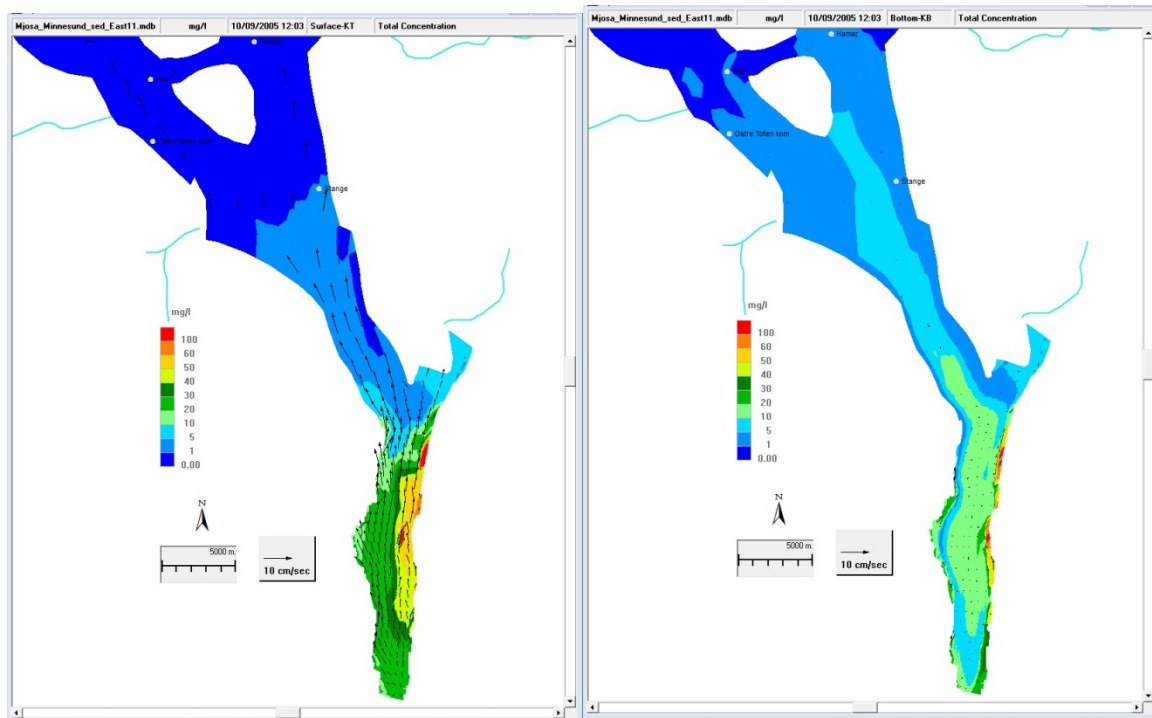 Mjosa_Minnesund_sed_East11.mdb mg/l 10/09/2005 12:03 Surface-KT Total Concentration
Ostre Toten kom
Stange
mg/l
100
60
50
40
30
20
10
5
1
0.00
N
5000 m.
10 cm/sec
Mjosa_Minnesund_sed_East11.mdb mg/l 10/09/2005 12:03 Bottom-KB Total Concentration
Hamar
Ostre Toten kom
Stange
mg/l
100
60
50
40
30
20
10
5
1
0.00
N
5000 m.
10 cm/sec